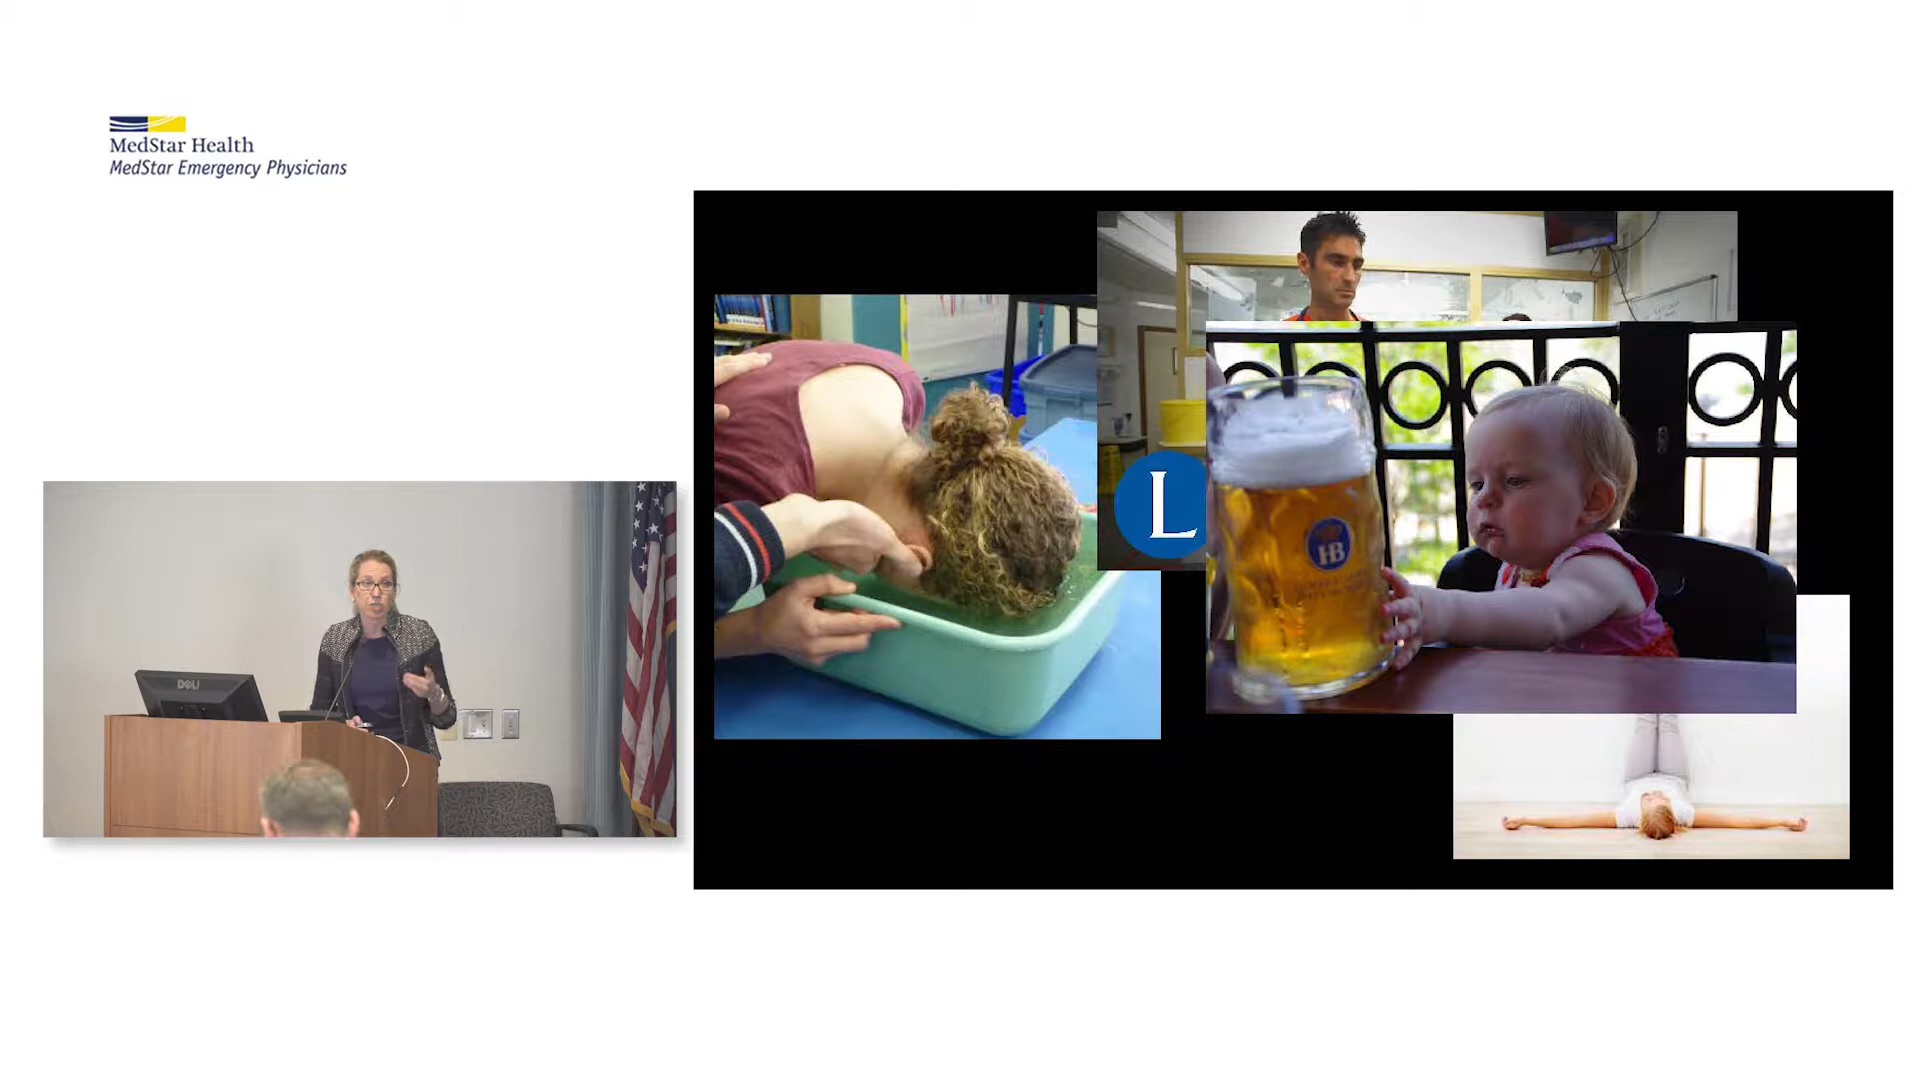 MedStar Health
MedStar Emergency Physicians
L
HB
DELL